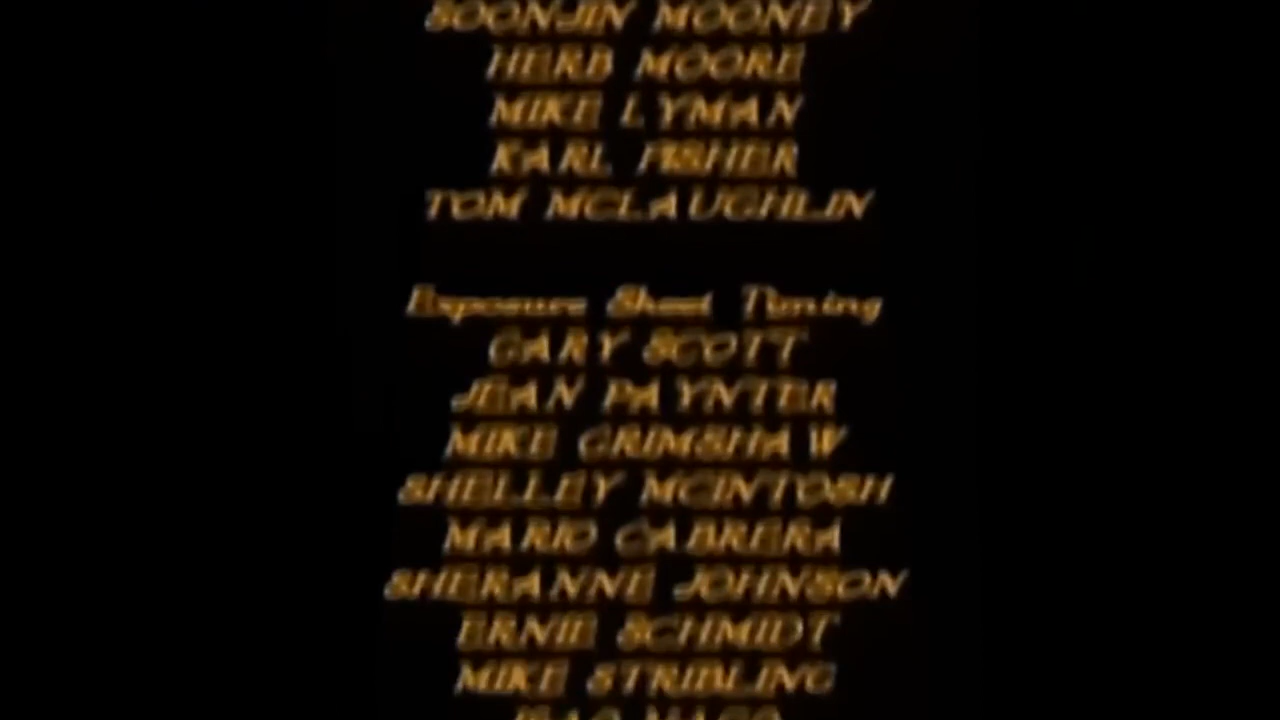 SOONJIN MOONEY
HERB MOORE
MIKE LYMAN
KARL FISHER
TOM MCLAUGHLIN
Exposure Sheet Timing
GARY SCOTT
JEAN PAYNTER
MIKE GRIMSHAW
SHELLEY MCINTOSH
MARIO CABRERA
SHERANNE JOHNSON
ERNIE SCHMIDT
MIKE STRIBLING